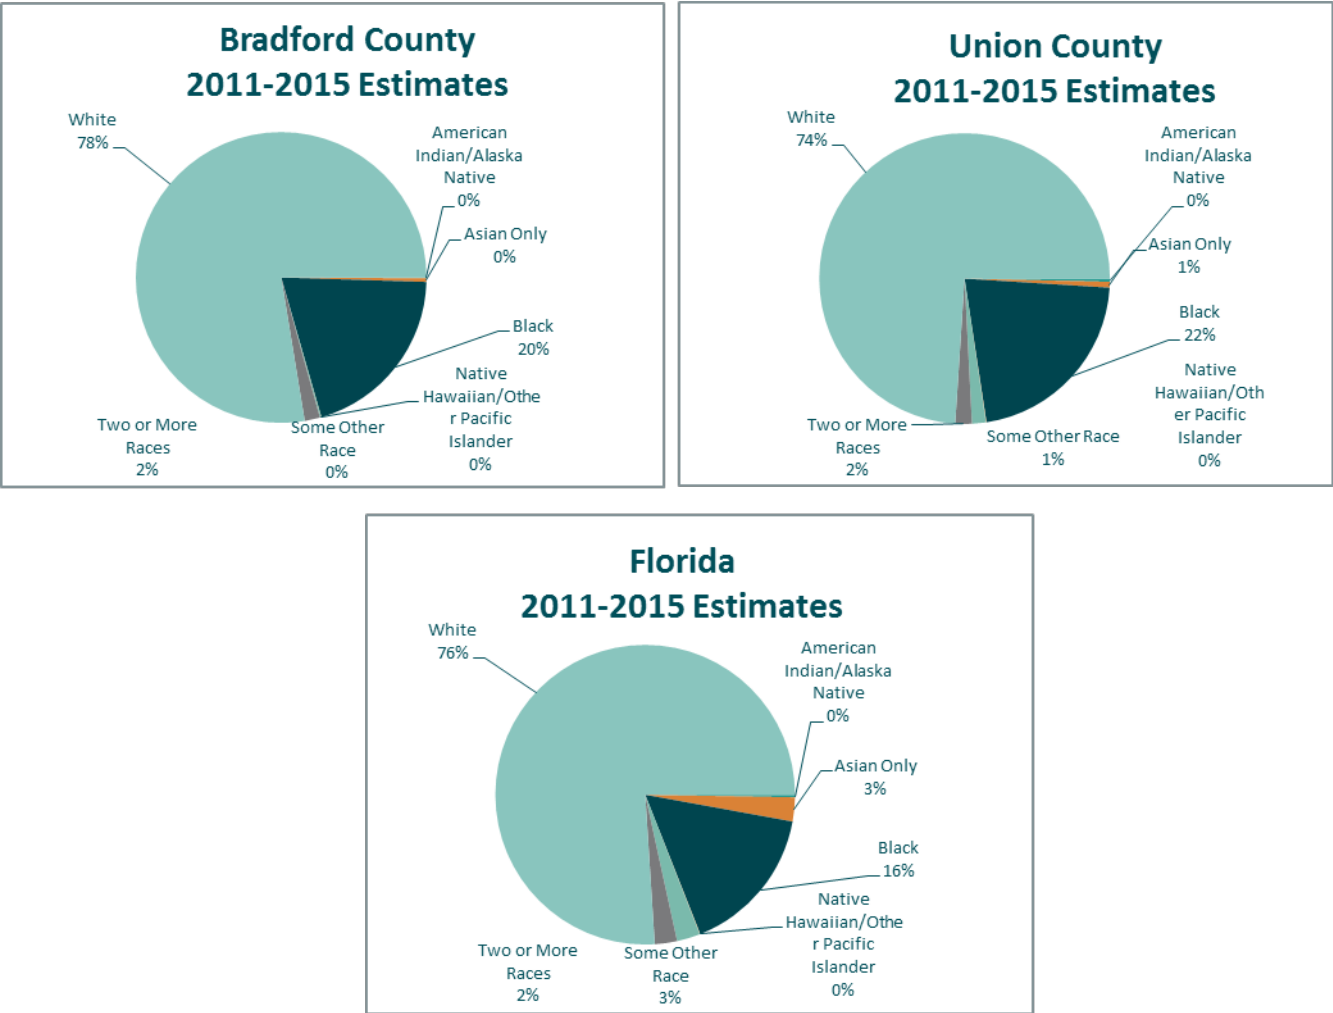 Bradford County
2011-2015 Estimates
White
78%
American
Indian/Alaska
Native
0%
Asian Only
0%
Black
20%
Native
Hawaiian/Othe
r Pacific
Islander
0%
Some Other
Race
0%
Two or More
Races
2%
Union County
2011-2015 Estimates
White
74%
American
Indian/Alaska
Native
0%
Asian Only
1%
Black
22%
Native
Hawaiian/Oth
er Pacific
Islander
0%
Some Other Race
1%
Two or More
Races
2%
Florida
2011-2015 Estimates
White
76%
American
Indian/Alaska
Native
0%
Asian Only
3%
Black
16%
Native
Hawaiian/Othe
r Pacific
Islander
0%
Some Other
Race
3%
Two or More
Races
2%